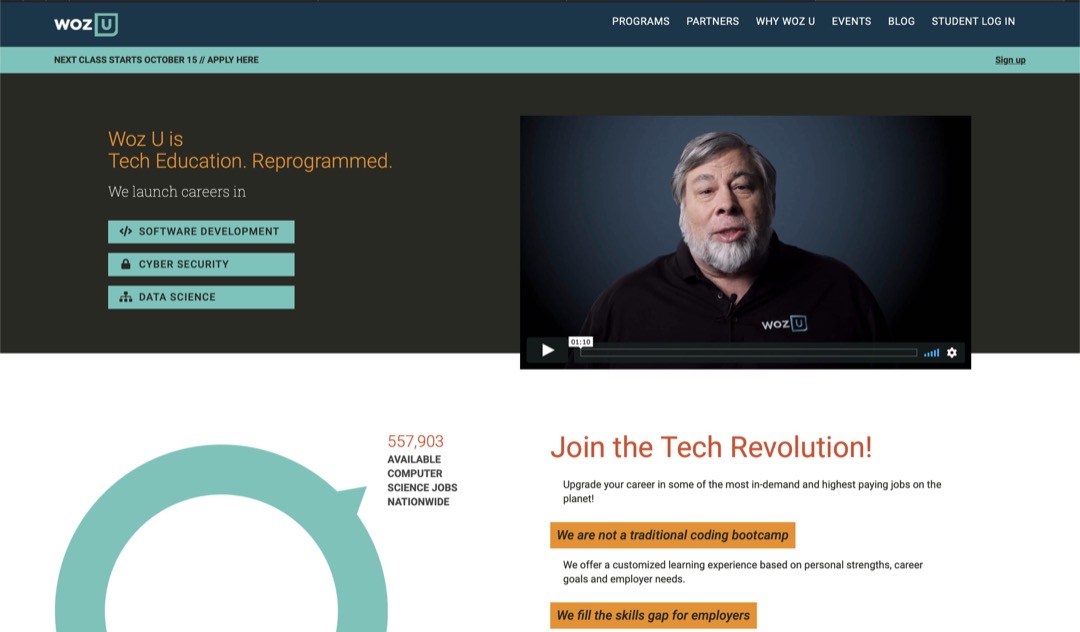 WOZ U
PROGRAMS PARTNERS WHY WOZ U EVENTS BLOG STUDENT LOG IN
NEXT CLASS STARTS OCTOBER 15 // APPLY HERE
Sign up
Woz U is
Tech Education. Reprogrammed.
We launch careers in
</> SOFTWARE DEVELOPMENT
CYBER SECURITY
DATA SCIENCE
WOZ U
01:10
557,903
AVAILABLE
COMPUTER
SCIENCE JOBS
NATIONWIDE
Join the Tech Revolution!
Upgrade your career in some of the most in-demand and highest paying jobs on the
planet!
We are not a traditional coding bootcamp
We offer a customized learning experience based on personal strengths, career
goals and employer needs.
We fill the skills gap for employers